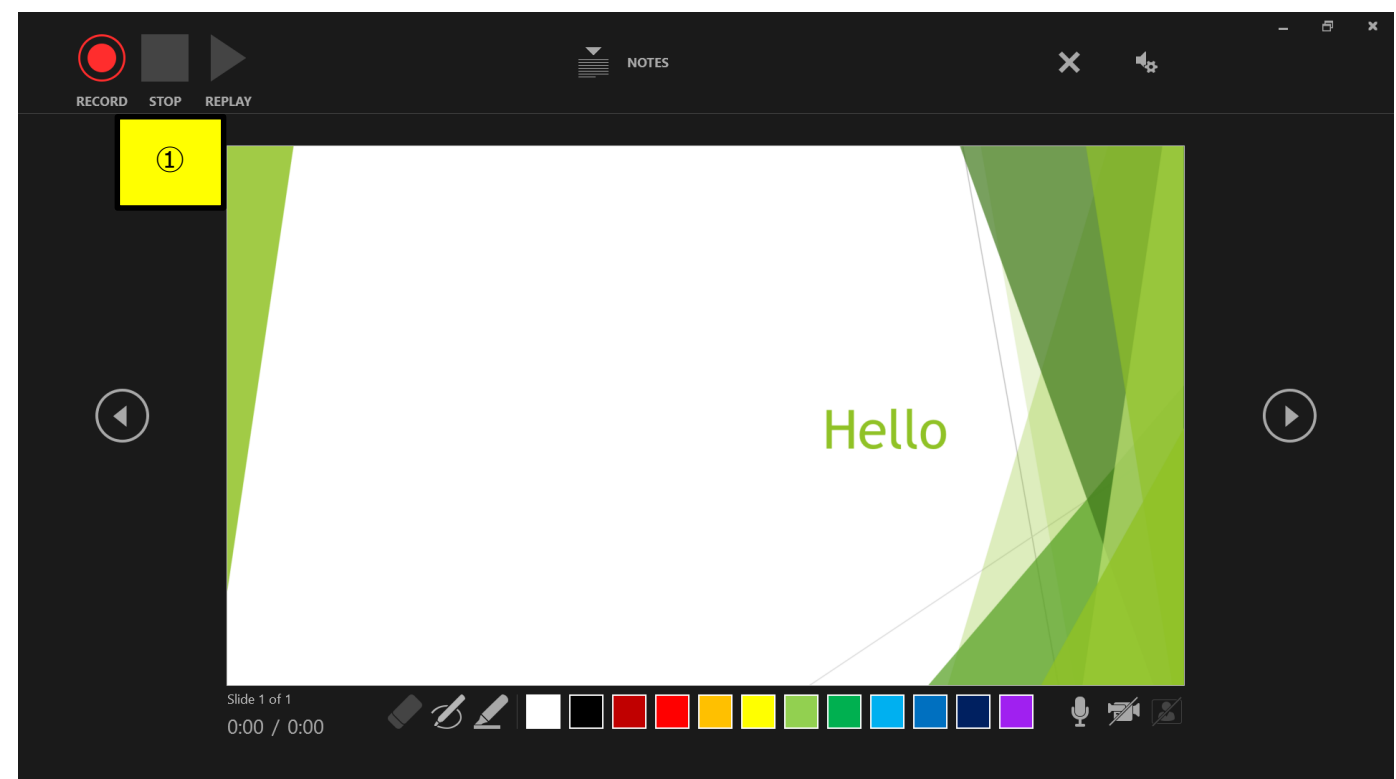 NOTES
RECORD STOP REPLAY
①
Hello
Slide 1 of 1
0:00 / 0:00